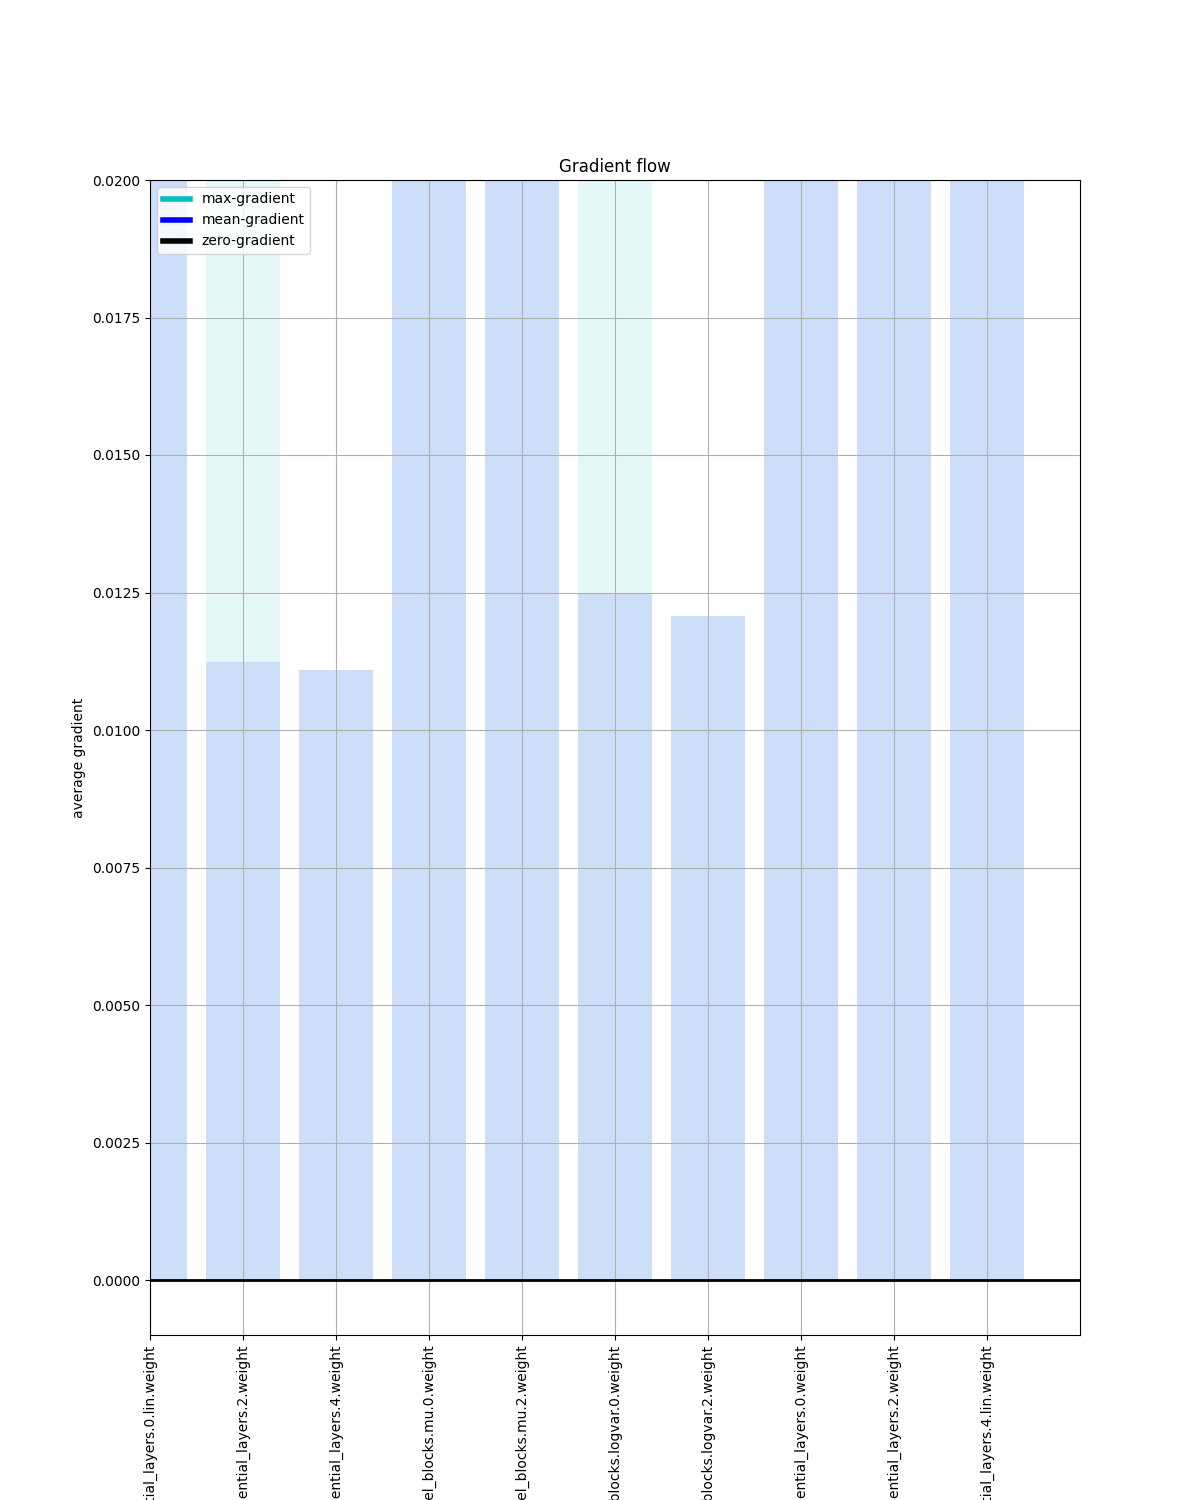 Gradient flow
max-gradient
mean-gradient
zero-gradient
0.0200
0.0175
0.0150
0.0125
0.0100
0.0075
0.0050
0.0025
0.0000
average gradient
tial_layers.0.lin.weight
ential_layers.2.weight
ential_layers.4.weight
el_blocks.mu.0.weight
el_blocks.mu.2.weight
blocks.logvar.0.weight
blocks.logvar.2.weight
ential_layers.0.weight
ential_layers.2.weight
tial_layers.4.lin.weight